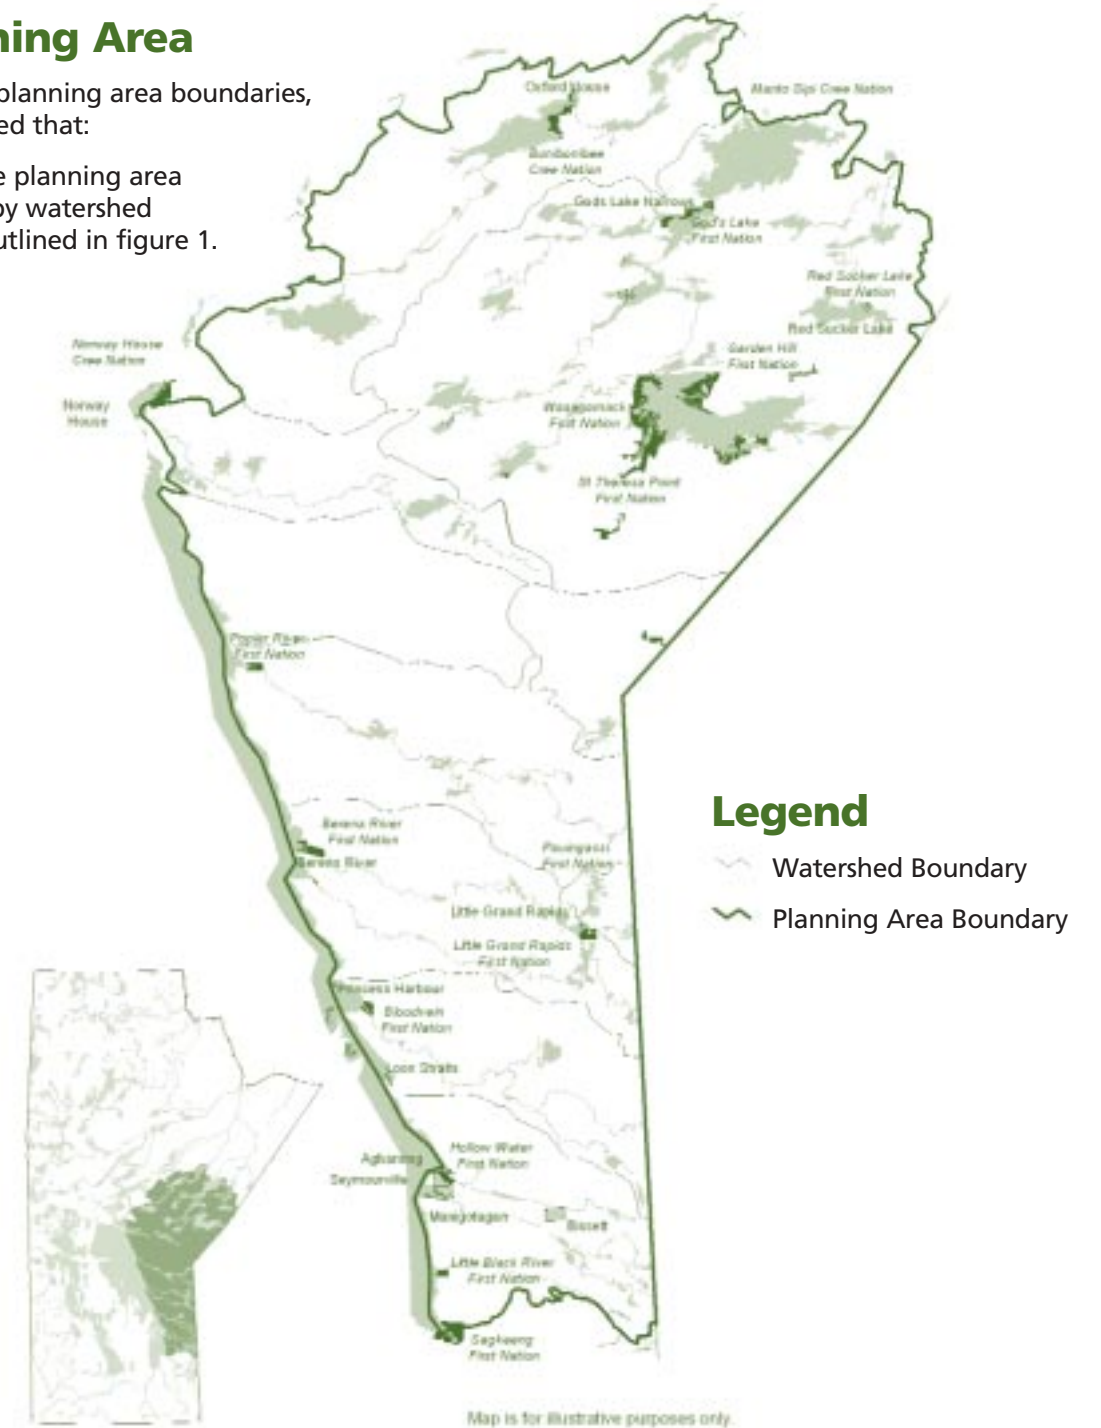 ning Area
planning area boundaries,
ed that:
e planning area
by watershed
utlined in figure 1.
Oxford House
Manto Sipi Cree Nation
Bunibonibee
Cree Nation
Gods Lake Narrows
God's Lake
First Nation
Red Sucker Lake
First Nation
Red Sucker Lake
Norway House
Cree Nation
Garden Hill
First Nation
Norway
House
Wasagamack
First Nation
St Theresa Point
First Nation
Poplar River
First Nation
Berens River
First Nation
Berens River
Pauingassi
First Nation
Legend
Watershed Boundary
Planning Area Boundary
Little Grand Rapids
Little Grand Rapids
First Nation
Princess Harbour
Bloodvein
First Nation
Loon Straits
Hollow Water
First Nation
Aghaming
Seymourville
Manigotagan
Bissett
Little Black River
First Nation
Sagkeeng
First Nation
Map is for illustrative purposes only.